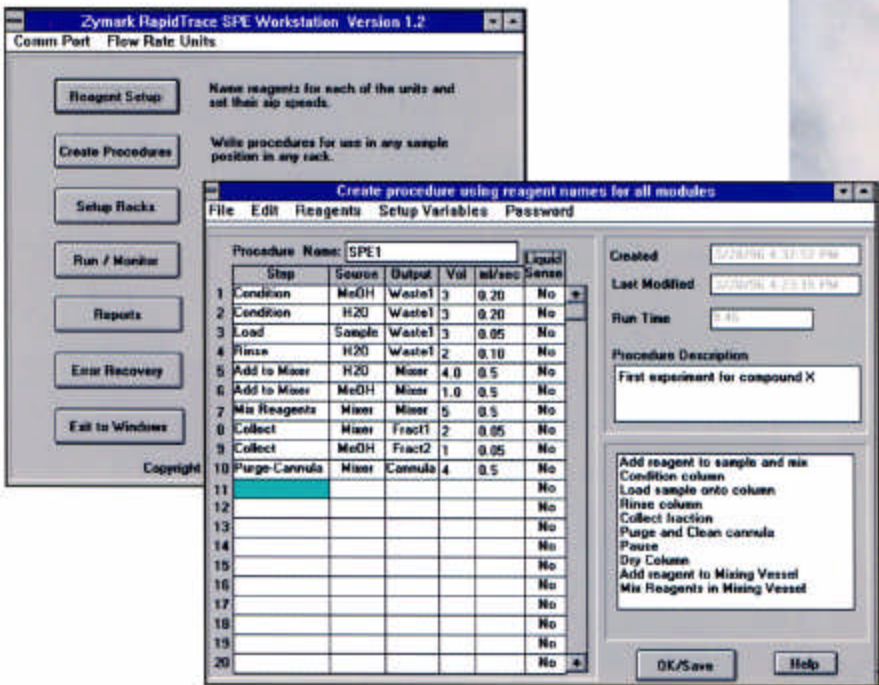 Zymark RapidTrace SPE Workstation Version 1.2
Comm Port Flow Rate Units
Reagent Setup
Name reagents for each of the units and
set their sip speeds.
Create Procedures
Write procedures for use in any sample
position in any rack.
Setup Racks
Run / Monitor
Reports
Error Recovery
Exit to Windows
Copyright
Create procedure using reagent names for all modules
File Edit Reagents Setup Variables Password
Procedure Name: SPE1
Step Source Output Vol ml/sec Liquid Sense
1 Condition MeOH Waste1 3 0.20 No
2 Condition H2O Waste1 3 0.20 No
3 Load Sample Waste1 3 0.05 No
4 Rinse H2O Waste1 2 0.10 No
5 Add to Mixer H2O Mixer 4.0 0.5 No
6 Add to Mixer MeOH Mixer 1.0 0.5 No
7 Mix Reagents Mixer Mixer 5 0.5 No
8 Collect Mixer Fract1 2 0.05 No
9 Collect MeOH Fract2 1 0.05 No
10 Purge-Cannula Mixer Cannula 4 0.5 No
11 No
12 No
13 No
14 No
15 No
16 No
17 No
18 No
19 No
20 No
Created
Last Modified
Run Time
Procedure Description
First experiment for compound X
Add reagent to sample and mix
Condition column
Load sample onto column
Rinse column
Collect fraction
Purge and Clean cannula
Pause
Dry Column
Add reagent to Mixing Vessel
Mix Reagents in Mixing Vessel
OK/Save
Help